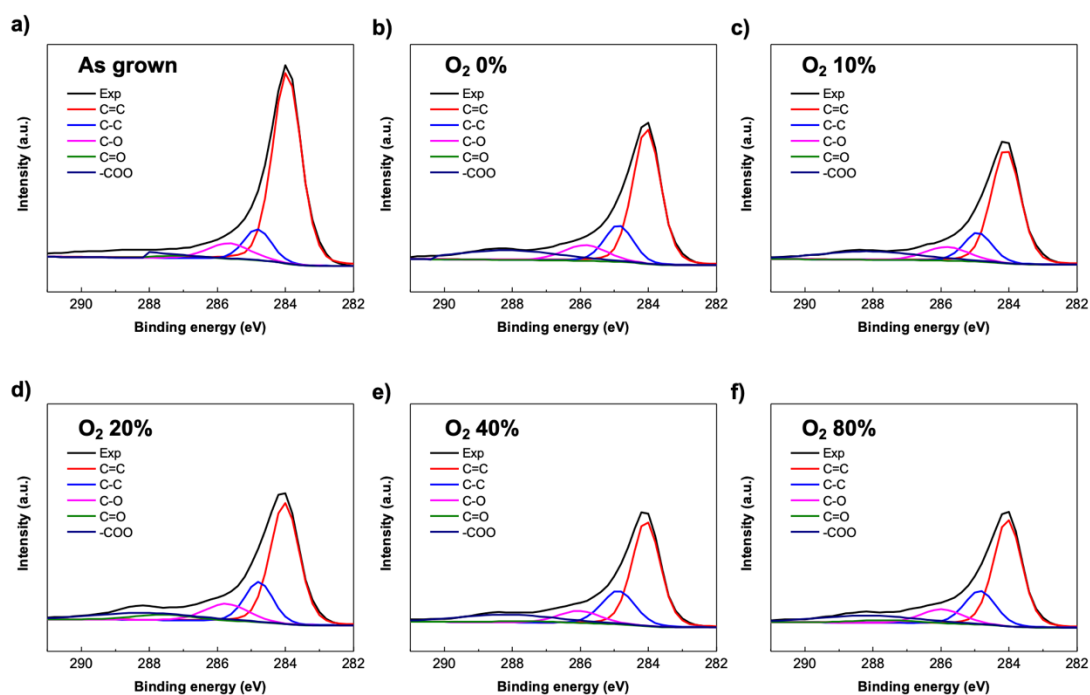 a)
As grown
Exp
C=C
C-C
C-O
C=O
-COO
Intensity (a.u.)
290 288 286 284 282
Binding energy (eV)
b)
O₂ 0%
Exp
C=C
C-C
C-O
C=O
-COO
Intensity (a.u.)
290 288 286 284 282
Binding energy (eV)
c)
O₂ 10%
Exp
C=C
C-C
C-O
C=O
-COO
Intensity (a.u.)
290 288 286 284 282
Binding energy (eV)
d)
O₂ 20%
Exp
C=C
C-C
C-O
C=O
-COO
Intensity (a.u.)
290 288 286 284 282
Binding energy (eV)
e)
O₂ 40%
Exp
C=C
C-C
C-O
C=O
-COO
Intensity (a.u.)
290 288 286 284 282
Binding energy (eV)
f)
O₂ 80%
Exp
C=C
C-C
C-O
C=O
-COO
Intensity (a.u.)
290 288 286 284 282
Binding energy (eV)